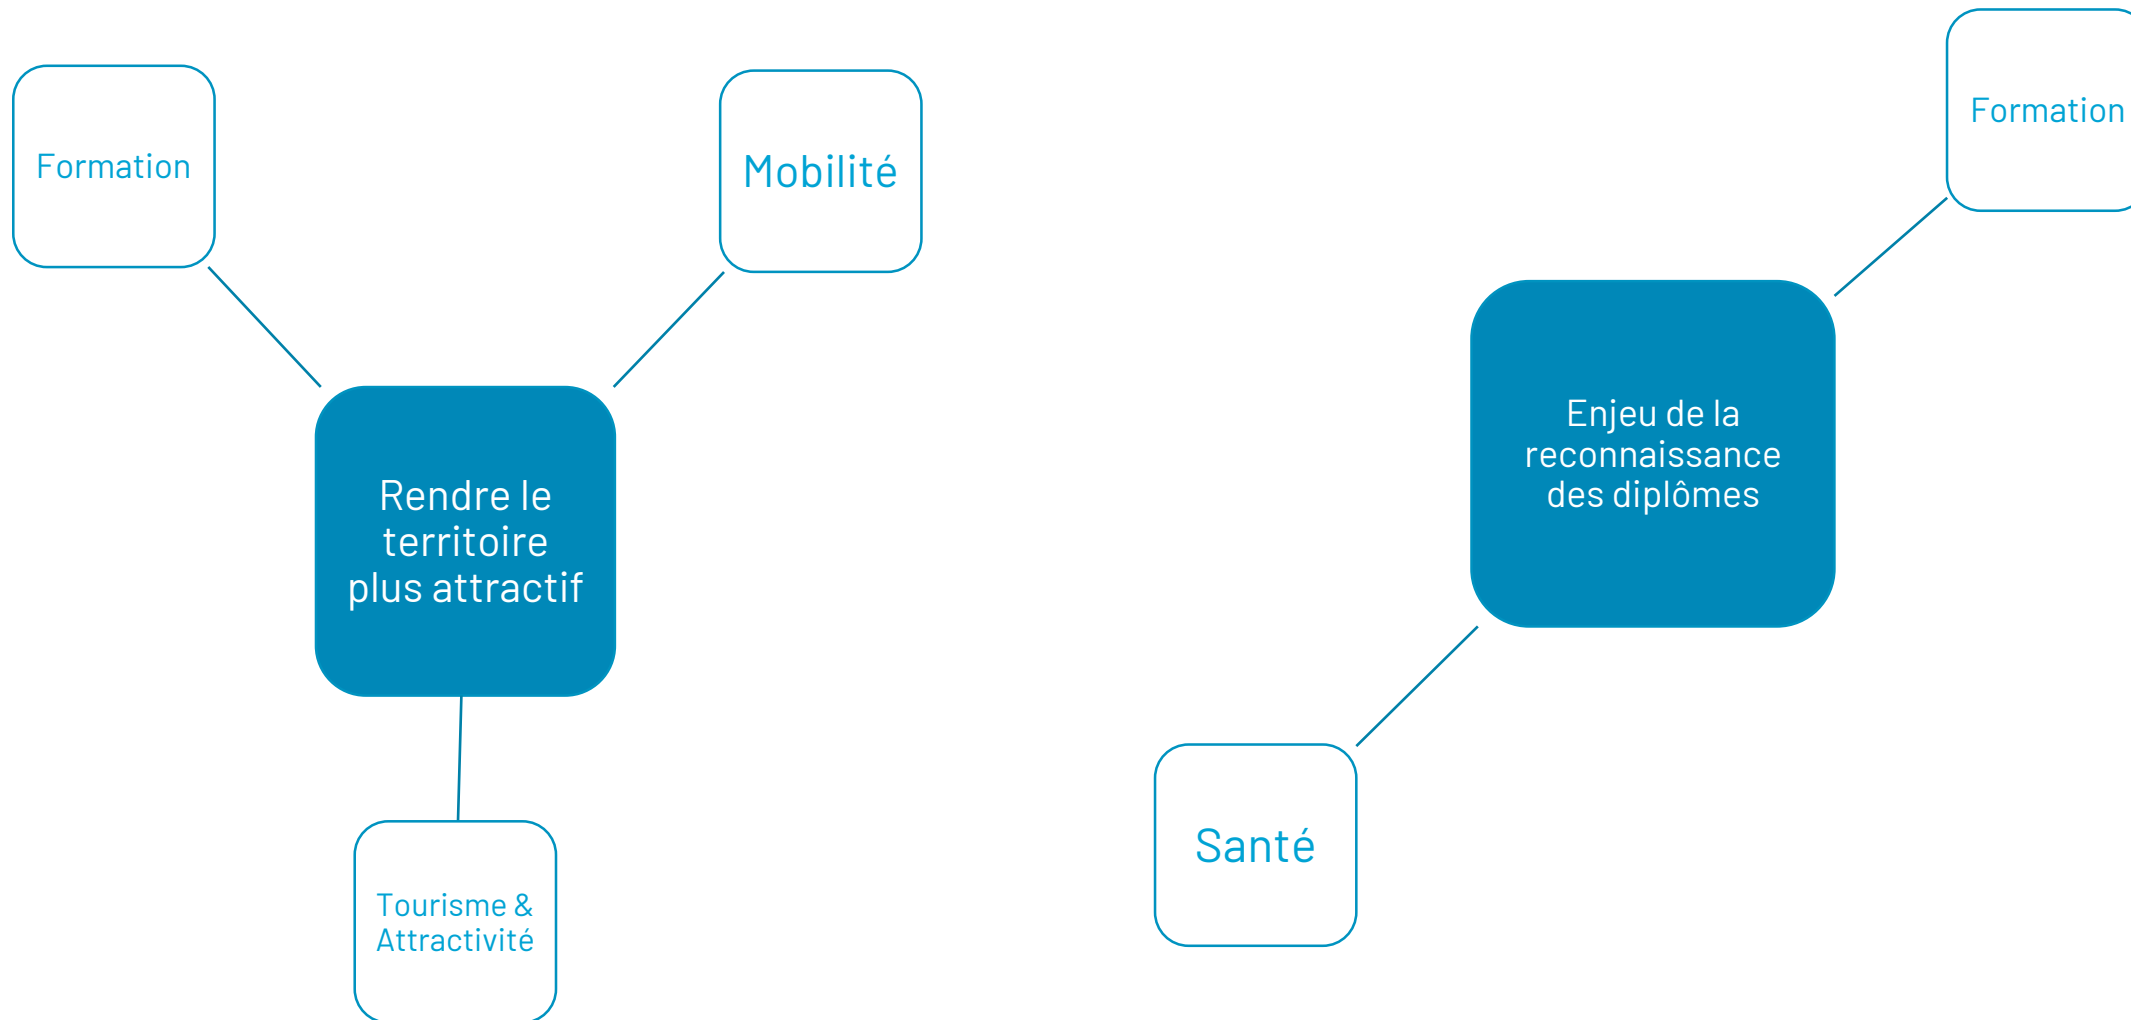 Formation
Mobilité
Rendre le
territoire
plus attractif
Tourisme &
Attractivité
Formation
Enjeu de la
reconnaissance
des diplômes
Santé